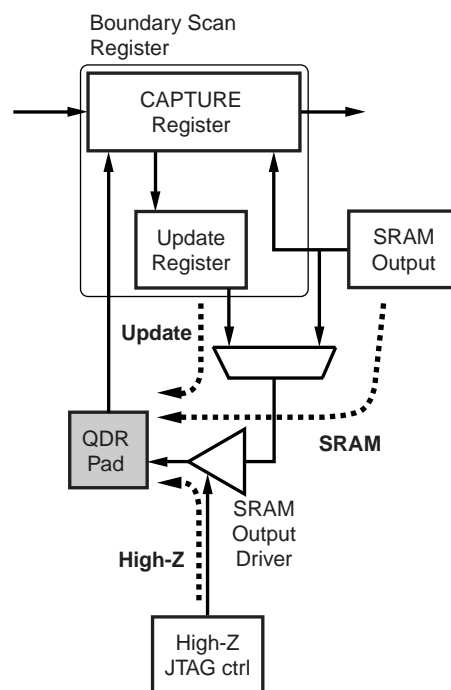 Boundary Scan
Register
CAPTURE
Register
Update
Register
SRAM
Output
Update
SRAM
QDR
Pad
SRAM
Output
Driver
High-Z
High-Z
JTAG ctrl